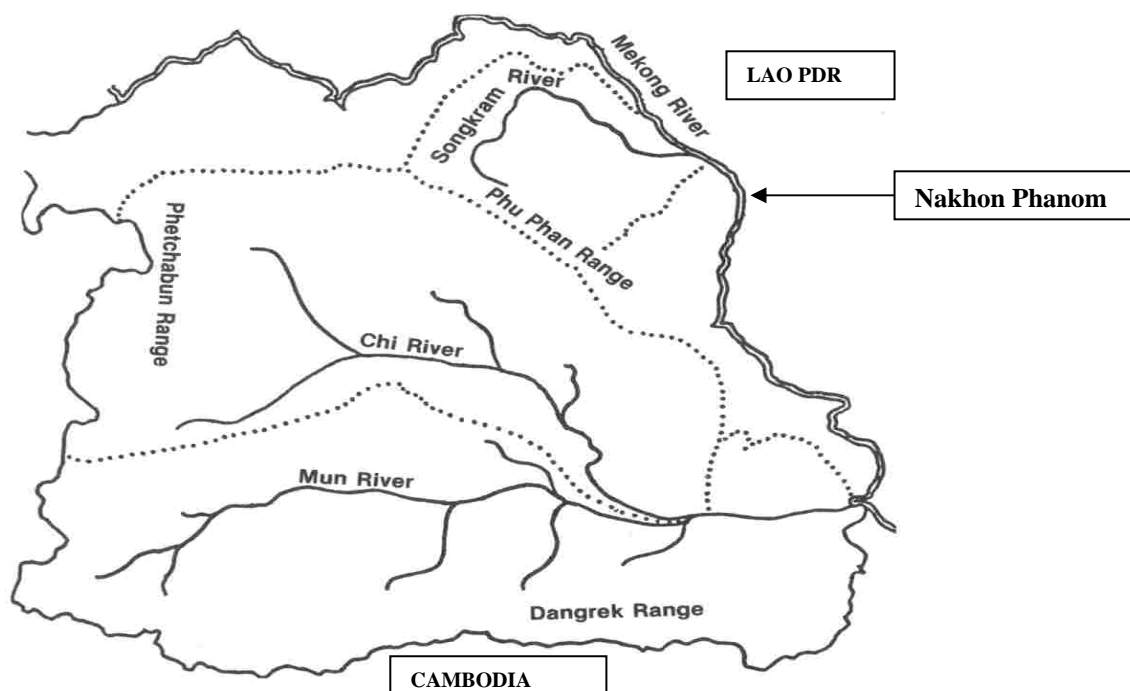 Mekong River
LAO PDR
Songkram River
Nakhon Phanom
Phu Phan Range
Phetchabun Range
Chi River
Mun River
Dangrek Range
CAMBODIA